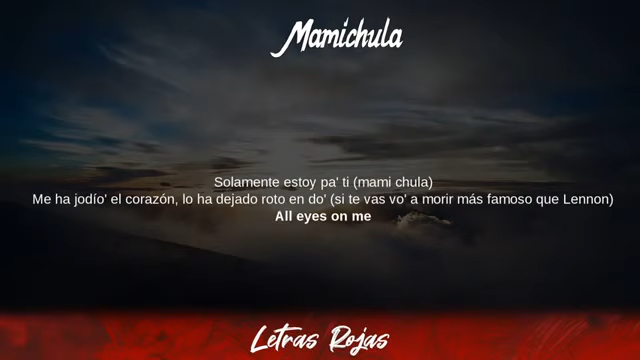 Mamichula
Solamente estoy pa' ti (mami chula)
Me ha jodío' el corazón, lo ha dejado roto en do' (si te vas vo' a morir más famoso que Lennon)
All eyes on me
Letras Rojas